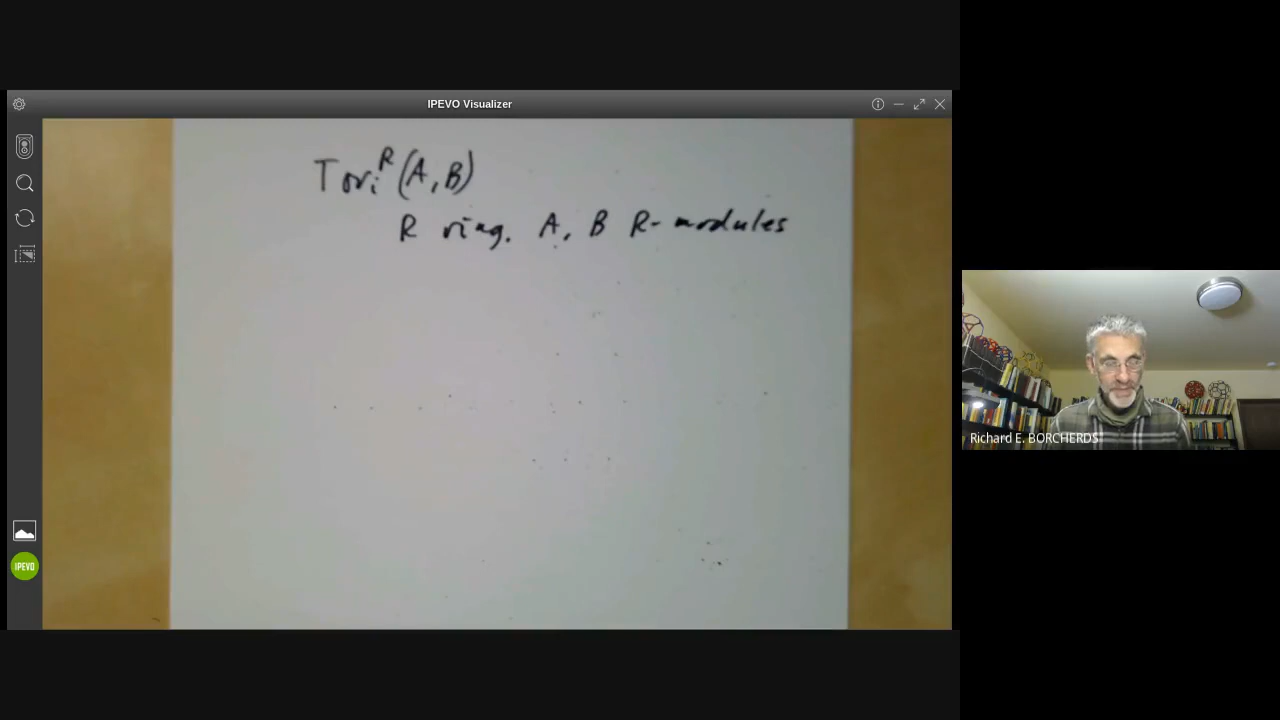 IPEVO Visualizer
Tor_i^R (A, B)
R ring. A, B R-modules
IPEVO
Richard E. BORCHERDS